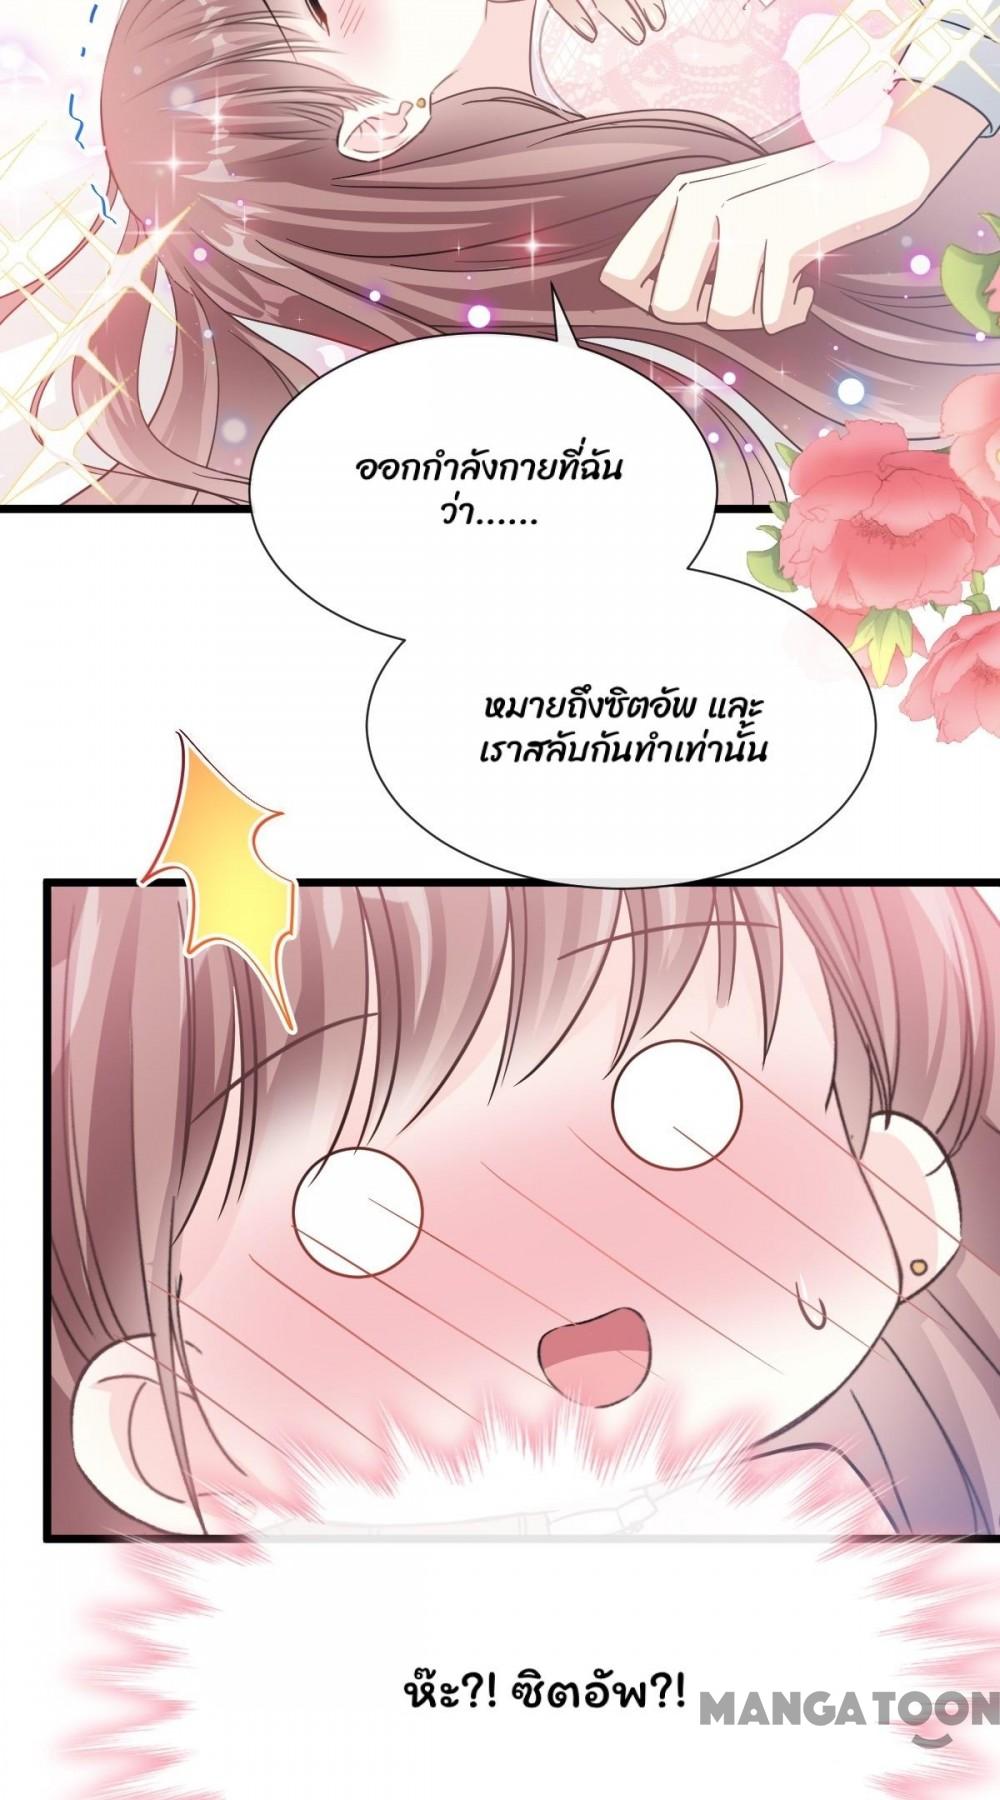 ออกกำลังกายที่ฉัน
ว่า......
หมายถึงซิตอัพ และ
เราสลับกันทำเท่านั้น
ห๊ะ?! ซิตอัพ?!
MANGATOON